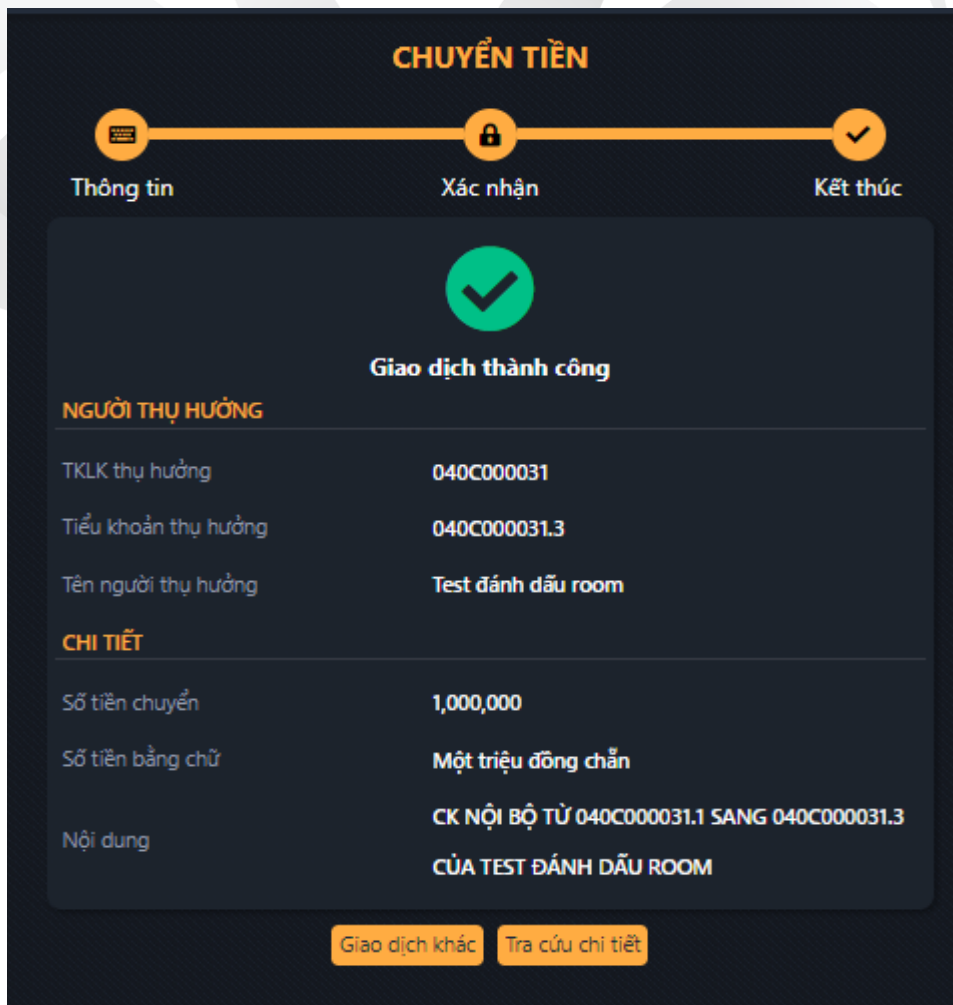 CHUYỂN TIỀN
Thông tin Xác nhận Kết thúc
Giao dịch thành công
NGƯỜI THỤ HƯỞNG
TKLK thụ hưởng 040C000031
Tiểu khoản thụ hưởng 040C000031.3
Tên người thụ hưởng Test đánh dấu room
CHI TIẾT
Số tiền chuyển 1,000,000
Số tiền bằng chữ Một triệu đồng chẵn
Nội dung CK NỘI BỘ TỪ 040C000031.1 SANG 040C000031.3
CỦA TEST ĐÁNH DẤU ROOM
Giao dịch khác Tra cứu chi tiết